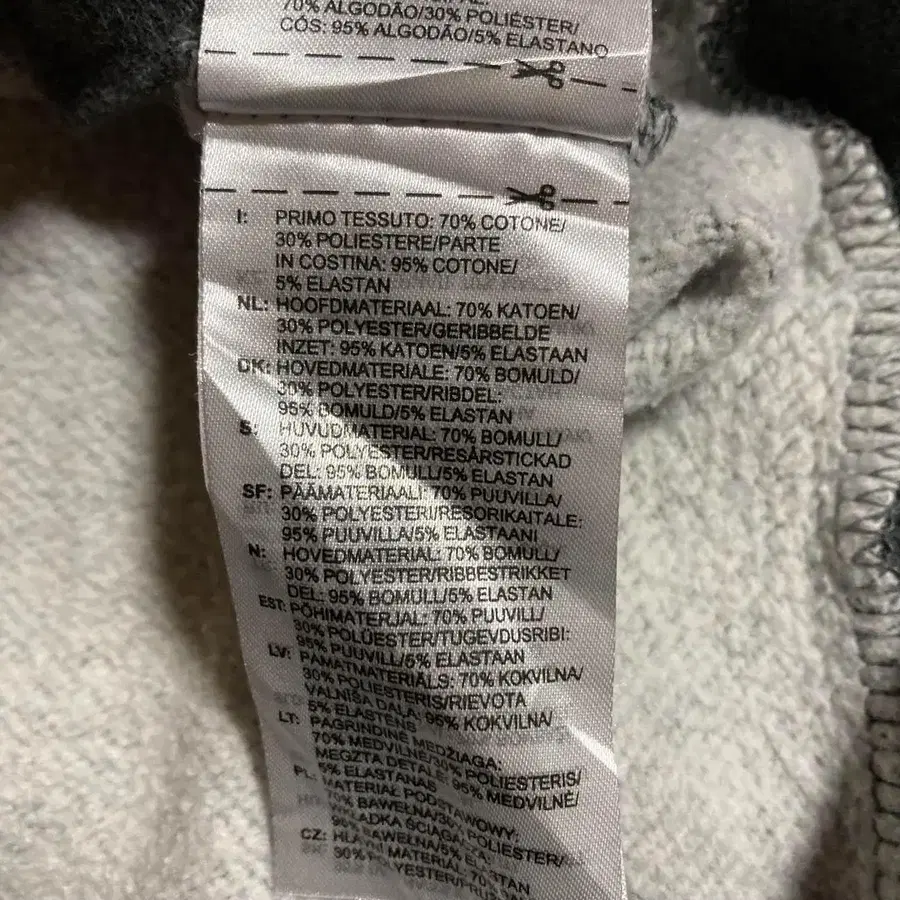 70% ALGODÃO/30% POLIÉSTER/
CÓS: 95% ALGODÃO/5% ELASTANO
I: PRIMO TESSUTO: 70% COTONE/
30% POLIESTERE/PARTE
IN COSTINA: 95% COTONE/
5% ELASTAN
NL: HOOFDMATERIAAL: 70% KATOEN/
30% POLYESTER/GERIBBELDE
INZET: 95% KATOEN/5% ELASTAAN
DK: HOVEDMATERIALE: 70% BOMULD/
30% POLYESTER/RIBDEL:
95% BOMULD/5% ELASTAN
S: HUVUDMATERIAL: 70% BOMULL/
30% POLYESTER/RESÅRSTICKAD
DEL: 95% BOMULL/5% ELASTAN
SF: PÄÄMATERIAALI: 70% PUUVILLA/
30% POLYESTERI/RESORIKAITALE:
95% PUUVILLA/5% ELASTAANI
N: HOVEDMATERIAL: 70% BOMULL/
30% POLYESTER/RIBBESTRIKKET
DEL: 95% BOMULL/5% ELASTAN
EST: PÕHIMATERJAL: 70% PUUVILL/
30% POLÜESTER/TUGEVDUSRIBI:
95% PUUVILL/5% ELASTAAN
LV: PAMATMATERIĀLS: 70% KOKVILNA/
30% POLIESTERIS/RIEVOTA
VALNĪŠA DAĻA: 95% KOKVILNA/
5% ELASTĒNS
LT: PAGRINDINĖ MEDŽIAGA:
70% MEDVILNĖ/30% POLIESTERIS/
MEGZTA DETALĖ: 95% MEDVILNĖ/
5% ELASTANAS
PL: MATERIAŁ PODSTAWOWY:
70% BAWEŁNA/30% POLIESTER/
WKŁADKA
BAWEŁNA/5% ELASTAN
CZ: MATERIÁL: 70%
30%